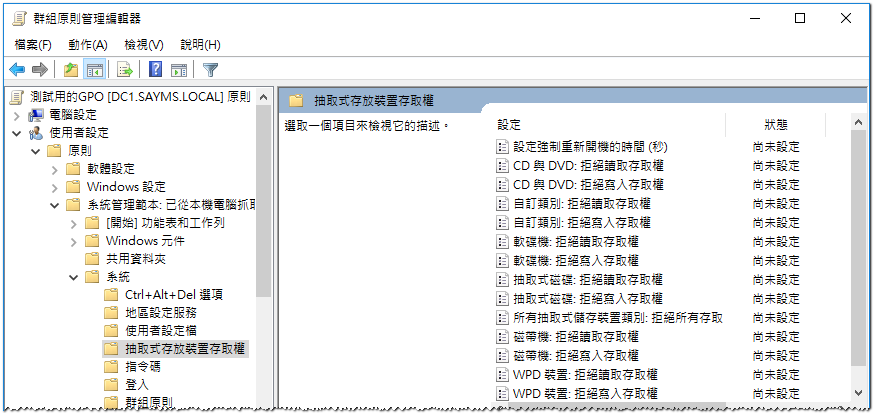 群組原則管理編輯器
檔案(F) 動作(A) 檢視(V) 說明(H)
測試用的GPO [DC1.SAYMS.LOCAL] 原則
電腦設定
使用者設定
原則
軟體設定
Windows 設定
系統管理範本: 已從本機電腦抓取
[開始] 功能表和工作列
Windows 元件
共用資料夾
系統
Ctrl+Alt+Del 選項
地區設定服務
使用者設定檔
抽取式存放裝置存取權
指令碼
登入
群組原則
抽取式存放裝置存取權
選取一個項目來檢視它的描述。
設定 狀態
設定強制重新開機的時間 (秒) 尚未設定
CD 與 DVD: 拒絕讀取存取權 尚未設定
CD 與 DVD: 拒絕寫入存取權 尚未設定
自訂類別: 拒絕讀取存取權 尚未設定
自訂類別: 拒絕寫入存取權 尚未設定
軟碟機: 拒絕讀取存取權 尚未設定
軟碟機: 拒絕寫入存取權 尚未設定
抽取式磁碟: 拒絕讀取存取權 尚未設定
抽取式磁碟: 拒絕寫入存取權 尚未設定
所有抽取式儲存裝置類別: 拒絕所有存取 尚未設定
磁帶機: 拒絕讀取存取權 尚未設定
磁帶機: 拒絕寫入存取權 尚未設定
WPD 裝置: 拒絕讀取存取權 尚未設定
WPD 裝置: 拒絕寫入存取權 尚未設定